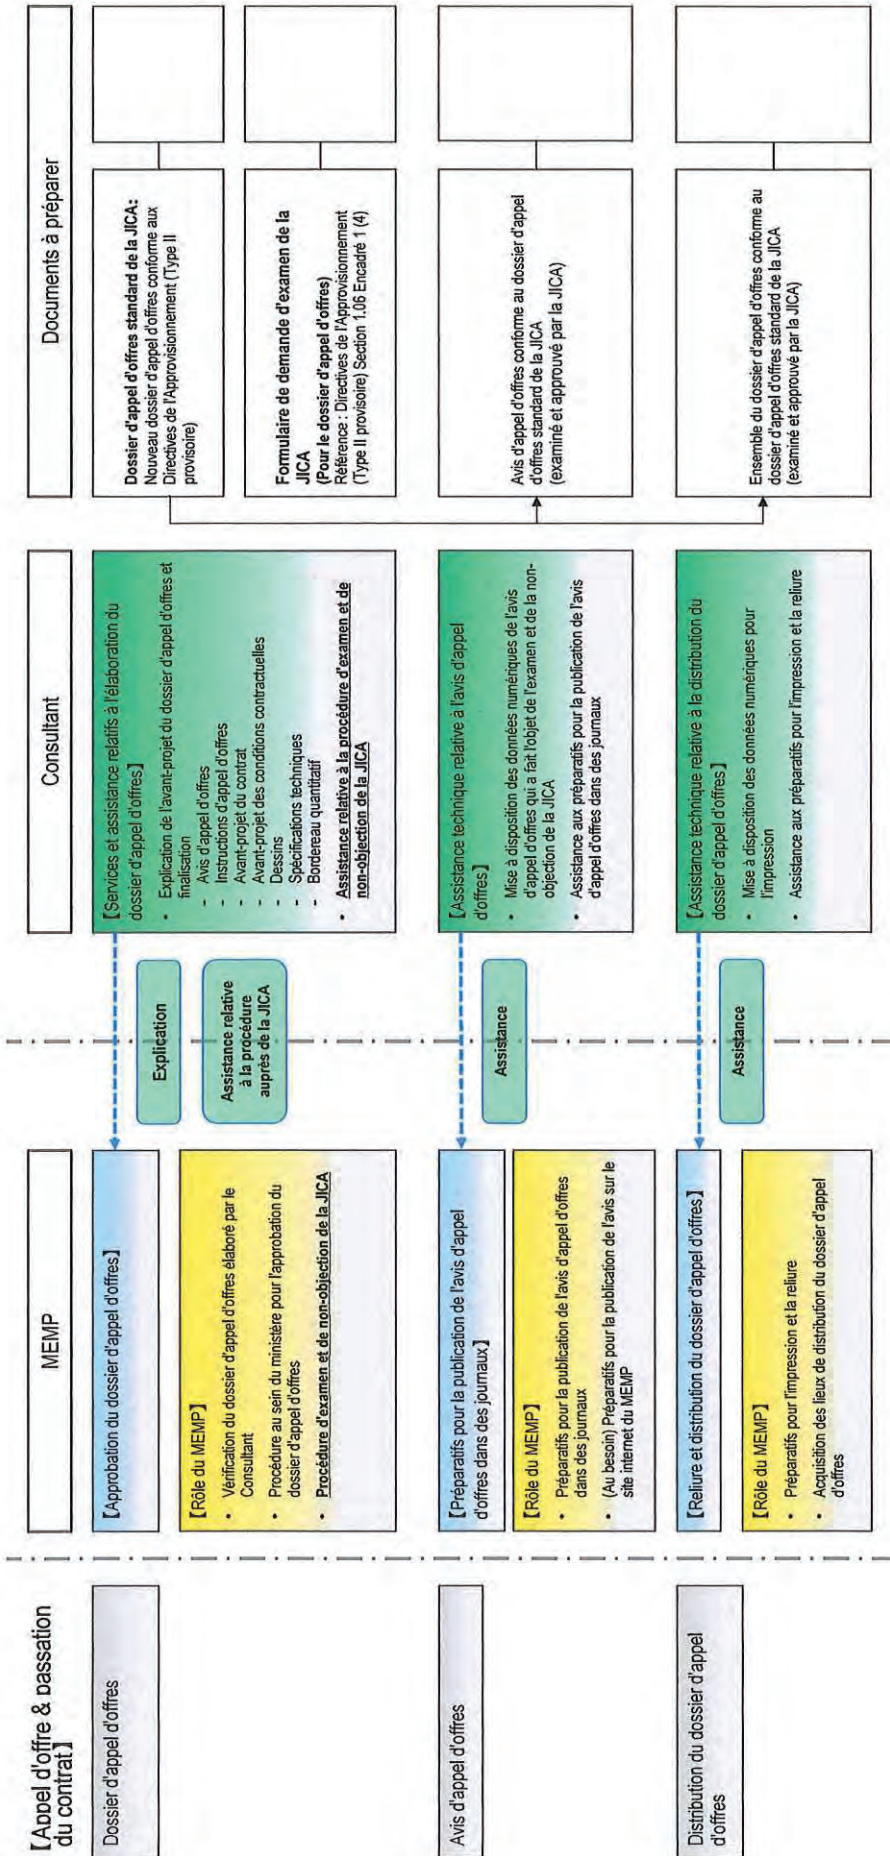 【Appel d'offre & passation
du contrat】
MEMP
Consultant
Documents à préparer
Dossier d'appel d'offres
【Approbation du dossier d'appel d'offres】
【Rôle du MEMP】
• Vérification du dossier d'appel d'offres élaboré par le
Consultant
• Procédure au sein du ministère pour l'approbation du
dossier d'appel d'offres
• Procédure d'examen et de non-objection de la JICA
Explication
Assistance relative
à la procédure
auprès de la JICA
【Services et assistance relatifs à l'élaboration du
dossier d'appel d'offres】
• Explication de l'avant-projet du dossier d'appel d'offres et
finalisation
- Avis d'appel d'offres
- Instructions d'appel d'offres
- Avant-projet du contrat
- Avant-projet des conditions contractuelles
- Dessins
- Spécifications techniques
- Bordereau quantitatif
• Assistance relative à la procédure d'examen et de
non-objection de la JICA
Dossier d'appel d'offres standard de la JICA:
Nouveau dossier d'appel d'offres conforme aux
Directives de l'Approvisionnement (Type II
provisoire)
Formulaire de demande d'examen de la
JICA
(Pour le dossier d'appel d'offres)
Référence : Directives de l'Approvisionnement
(Type II provisoire) Section 1.06 Encadré 1 (4)
Avis d'appel d'offres
【Préparatifs pour la publication de l'avis d'appel
d'offres dans des journaux】
【Rôle du MEMP】
• Préparatifs pour la publication de l'avis d'appel d'offres
dans des journaux
• (Au besoin) Préparatifs pour la publication de l'avis sur le
site internet du MEMP
Assistance
【Assistance technique relative à l'avis d'appel
d'offres】
• Mise à disposition des données numériques de l'avis
d'appel d'offres qui a fait l'objet de l'examen et de la non-
objection de la JICA
• Assistance aux préparatifs pour la publication de l'avis
d'appel d'offres dans des journaux
Avis d'appel d'offres conforme au dossier d'appel
d'offres standard de la JICA
(examiné et approuvé par la JICA)
Distribution du dossier d'appel
d'offres
【Reliure et distribution du dossier d'appel d'offres】
【Rôle du MEMP】
• Préparatifs pour l'impression et la reliure
• Acquisition des lieux de distribution du dossier d'appel
d'offres
Assistance
【Assistance technique relative à la distribution du
dossier d'appel d'offres】
• Mise à disposition des données numériques pour
l'impression
• Assistance aux préparatifs pour l'impression et la reliure
Ensemble du dossier d'appel d'offres conforme au
dossier d'appel d'offres standard de la JICA
(examiné et approuvé par la JICA)